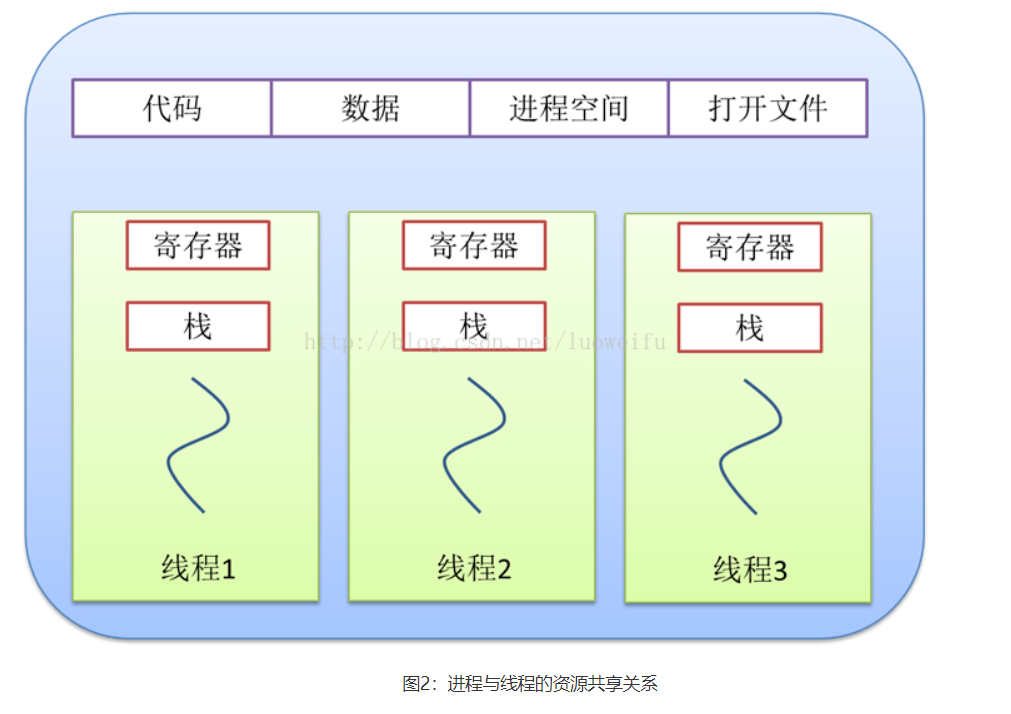 代码 数据 进程空间 打开文件
寄存器 寄存器 寄存器
栈 栈 栈
http://blog.csdn.net/luoweifu
线程1 线程2 线程3
图2：进程与线程的资源共享关系